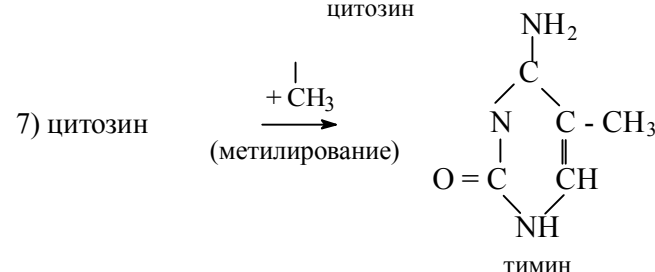 цитозин
NH2
C
+ CH3
7) цитозин
N
C - CH3
(метилирование)
O = C
CH
NH
тимин